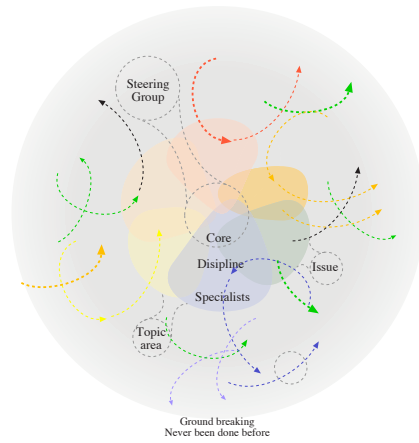 Steering
Group
Core
Disipline
Issue
Specialists
Topic
area
Ground breaking
Never been done before